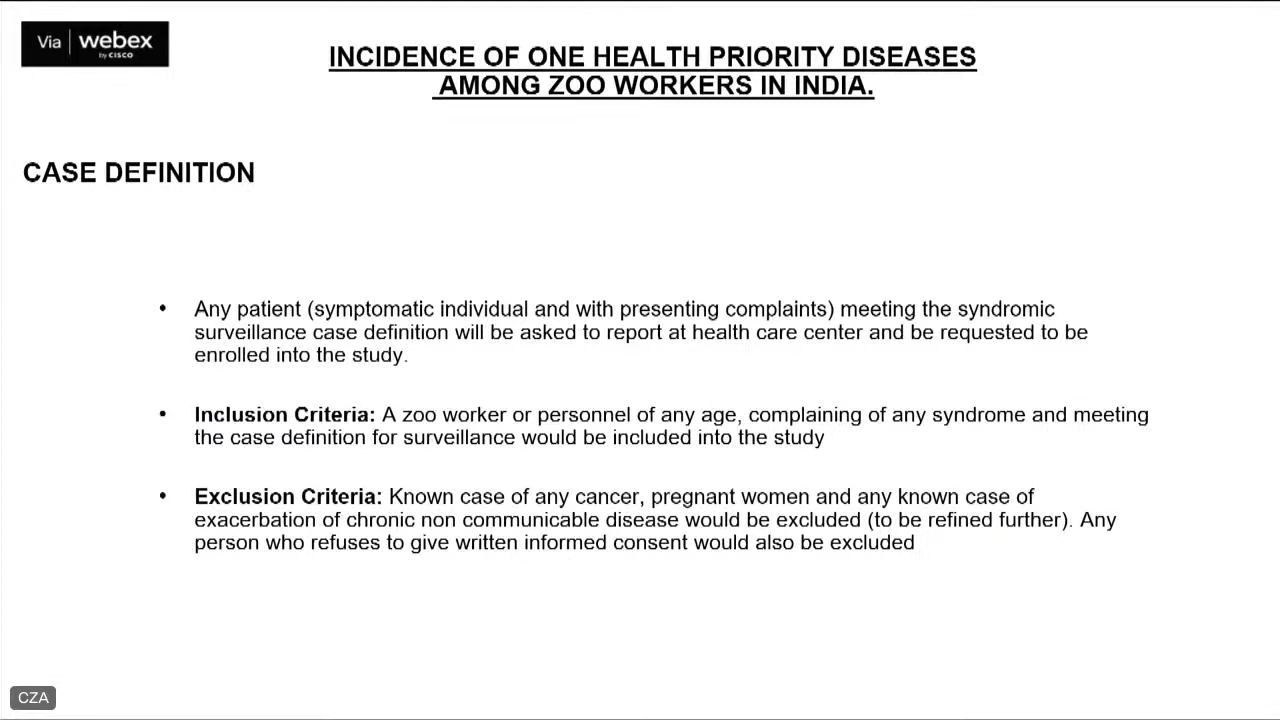 Via webex
by CISCO
INCIDENCE OF ONE HEALTH PRIORITY DISEASES
AMONG ZOO WORKERS IN INDIA.
CASE DEFINITION
• Any patient (symptomatic individual and with presenting complaints) meeting the syndromic
surveillance case definition will be asked to report at health care center and be requested to be
enrolled into the study.
• Inclusion Criteria: A zoo worker or personnel of any age, complaining of any syndrome and meeting
the case definition for surveillance would be included into the study
• Exclusion Criteria: Known case of any cancer, pregnant women and any known case of
exacerbation of chronic non communicable disease would be excluded (to be refined further). Any
person who refuses to give written informed consent would also be excluded
CZA